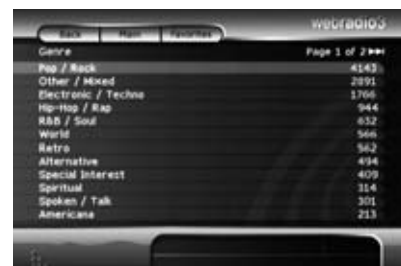 webradio3
Back Main Favorites
Genre Page 1 of 2
Pop / Rock 4143
Other / Mixed 2891
Electronic / Techno 1766
Hip-Hop / Rap 944
R&B / Soul 632
World 566
Retro 562
Alternative 494
Special Interest 409
Spiritual 314
Spoken / Talk 301
Americana 213